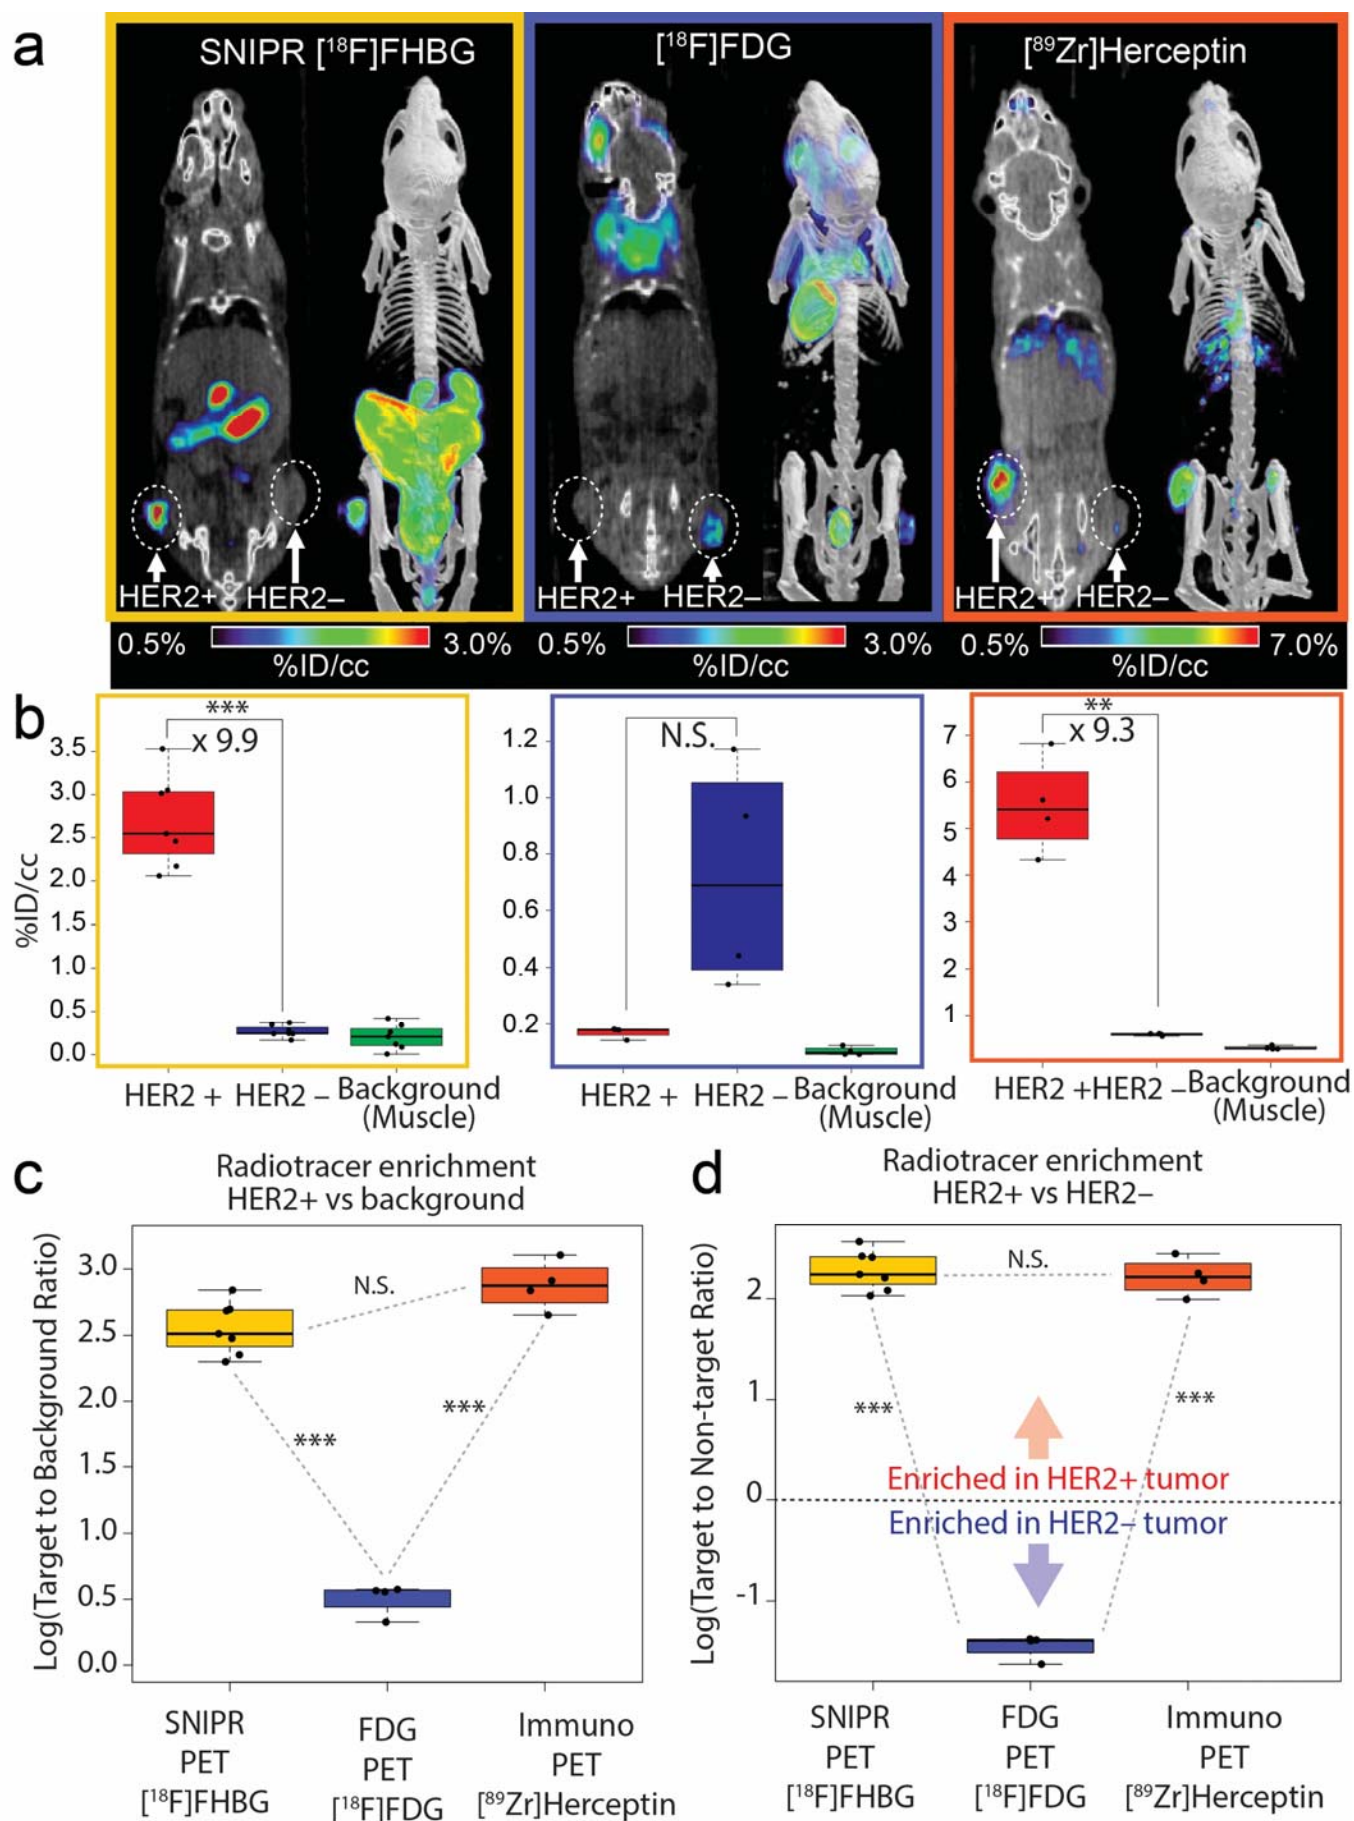 a
SNIPR [¹⁸F]FHBG
[¹⁸F]FDG
[⁸⁹Zr]Herceptin
HER2+ HER2–
HER2+ HER2–
HER2+ HER2–
0.5% 3.0%
%ID/cc
0.5% 3.0%
%ID/cc
0.5% 7.0%
%ID/cc
b
%ID/cc
3.5
3.0
2.5
2.0
1.5
1.0
0.5
0.0
***
x 9.9
HER2 + HER2 – Background
(Muscle)
1.2
1.0
0.8
0.6
0.4
0.2
N.S.
HER2 + HER2 – Background
(Muscle)
7
6
5
4
3
2
1
**
x 9.3
HER2 +HER2 – Background
(Muscle)
c
Radiotracer enrichment
HER2+ vs background
Log(Target to Background Ratio)
3.0
2.5
2.0
1.5
1.0
0.5
0.0
N.S.
***
***
SNIPR
PET
[¹⁸F]FHBG
FDG
PET
[¹⁸F]FDG
Immuno
PET
[⁸⁹Zr]Herceptin
d
Radiotracer enrichment
HER2+ vs HER2–
Log(Target to Non-target Ratio)
2
1
0
-1
N.S.
***
***
Enriched in HER2+ tumor
Enriched in HER2– tumor
SNIPR
PET
[¹⁸F]FHBG
FDG
PET
[¹⁸F]FDG
Immuno
PET
[⁸⁹Zr]Herceptin